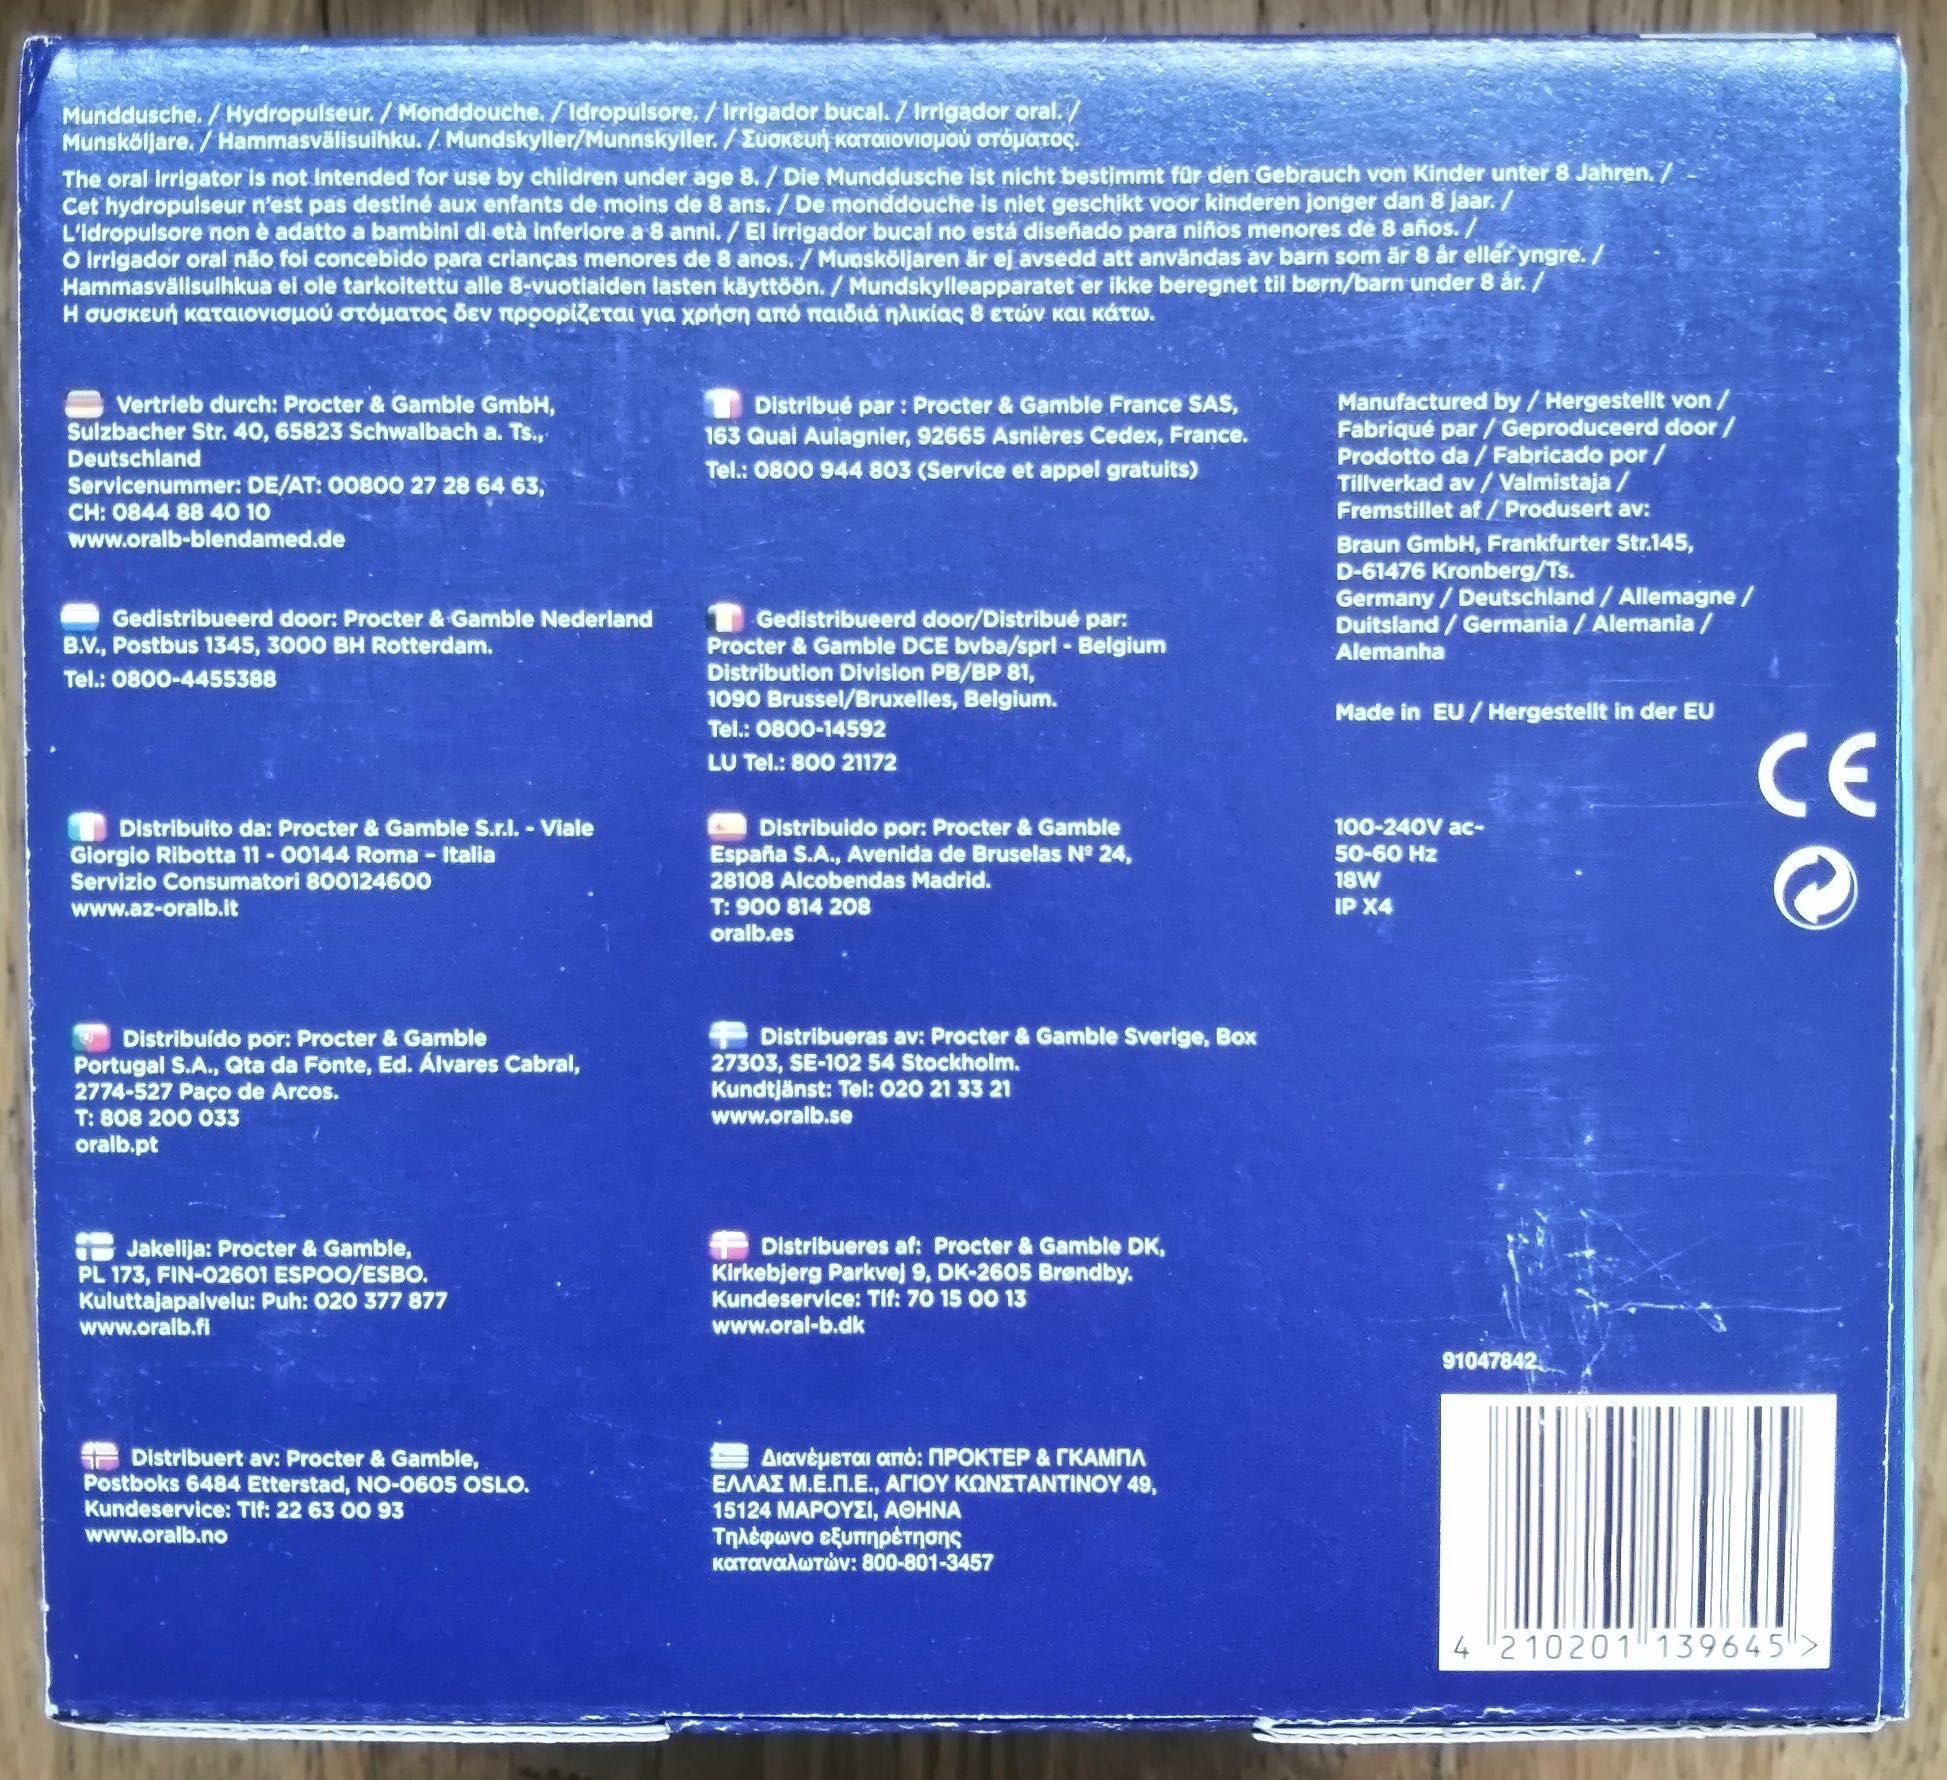 Munddusche. / Hydropulseur. / Monddouche. / Idropulsore. / Irrigador bucal. / Irrigador oral. /
Munsköljare. / Hammasvälisuihku. / Mundskyller/Munnskyller. / Συσκευή καταιονισμού στόματος.
The oral irrigator is not intended for use by children under age 8. / Die Munddusche ist nicht bestimmt für den Gebrauch von Kinder unter 8 Jahren. /
Cet hydropulseur n'est pas destiné aux enfants de moins de 8 ans. / De monddouche is niet geschikt voor kinderen jonger dan 8 jaar. /
L'idropulsore non è adatto a bambini di età inferiore a 8 anni. / El irrigador bucal no está diseñado para niños menores de 8 años. /
O irrigador oral não foi concebido para crianças menores de 8 anos. / Munsköljaren är ej avsedd att användas av barn som är 8 år eller yngre. /
Hammasvälisuihkua ei ole tarkoitettu alle 8-vuotiaiden lasten käyttöön. / Mundskylleapparatet er ikke beregnet til børn/barn under 8 år. /
Η συσκευή καταιονισμού στόματος δεν προορίζεται για χρήση από παιδιά ηλικίας 8 ετών και κάτω.
Vertrieb durch: Procter & Gamble GmbH,
Sulzbacher Str. 40, 65823 Schwalbach a. Ts.,
Deutschland
Servicenummer: DE/AT: 00800 27 28 64 63,
CH: 0844 88 40 10
www.oralb-blendamed.de
Distribué par : Procter & Gamble France SAS,
163 Quai Aulagnier, 92665 Asnières Cedex, France.
Tel.: 0800 944 803 (Service et appel gratuits)
Manufactured by / Hergestellt von /
Fabriqué par / Geproduceerd door /
Prodotto da / Fabricado por /
Tillverkad av / Valmistaja /
Fremstillet af / Produsert av:
Braun GmbH, Frankfurter Str.145,
D-61476 Kronberg/Ts.
Germany / Deutschland / Allemagne /
Duitsland / Germania / Alemania /
Alemanha
Made in EU / Hergestellt in der EU
Gedistribueerd door: Procter & Gamble Nederland
B.V., Postbus 1345, 3000 BH Rotterdam.
Tel.: 0800-4455388
Gedistribueerd door/Distribué par:
Procter & Gamble DCE bvba/sprl - Belgium
Distribution Division PB/BP 81,
1090 Brussel/Bruxelles, Belgium.
Tel.: 0800-14592
LU Tel.: 800 21172
CE
Distribuito da: Procter & Gamble S.r.l. - Viale
Giorgio Ribotta 11 - 00144 Roma – Italia
Servizio Consumatori 800124600
www.az-oralb.it
Distribuido por: Procter & Gamble
España S.A., Avenida de Bruselas Nº 24,
28108 Alcobendas Madrid.
T: 900 814 208
oralb.es
100-240V ac~
50-60 Hz
18W
IP X4
Distribuído por: Procter & Gamble
Portugal S.A., Qta da Fonte, Ed. Álvares Cabral,
2774-527 Paço de Arcos.
T: 808 200 033
oralb.pt
Distribueras av: Procter & Gamble Sverige, Box
27303, SE-102 54 Stockholm.
Kundtjänst: Tel: 020 21 33 21
www.oralb.se
Jakelija: Procter & Gamble,
PL 173, FIN-02601 ESPOO/ESBO.
Kuluttajapalvelu: Puh: 020 377 877
www.oralb.fi
Distribueres af: Procter & Gamble DK,
Kirkebjerg Parkvej 9, DK-2605 Brøndby.
Kundeservice: Tlf: 70 15 00 13
www.oral-b.dk
Distribuert av: Procter & Gamble,
Postboks 6484 Etterstad, NO-0605 OSLO.
Kundeservice: Tlf: 22 63 00 93
www.oralb.no
Διανέμεται από: ΠΡΟΚΤΕΡ & ΓΚΑΜΠΛ
ΕΛΛΑΣ Μ.Ε.Π.Ε., ΑΓΙΟΥ ΚΩΝΣΤΑΝΤΙΝΟΥ 49,
15124 ΜΑΡΟΥΣΙ, ΑΘΗΝΑ
Τηλέφωνο εξυπηρέτησης
καταναλωτών: 800-801-3457
91047842
4 210201 139645 >